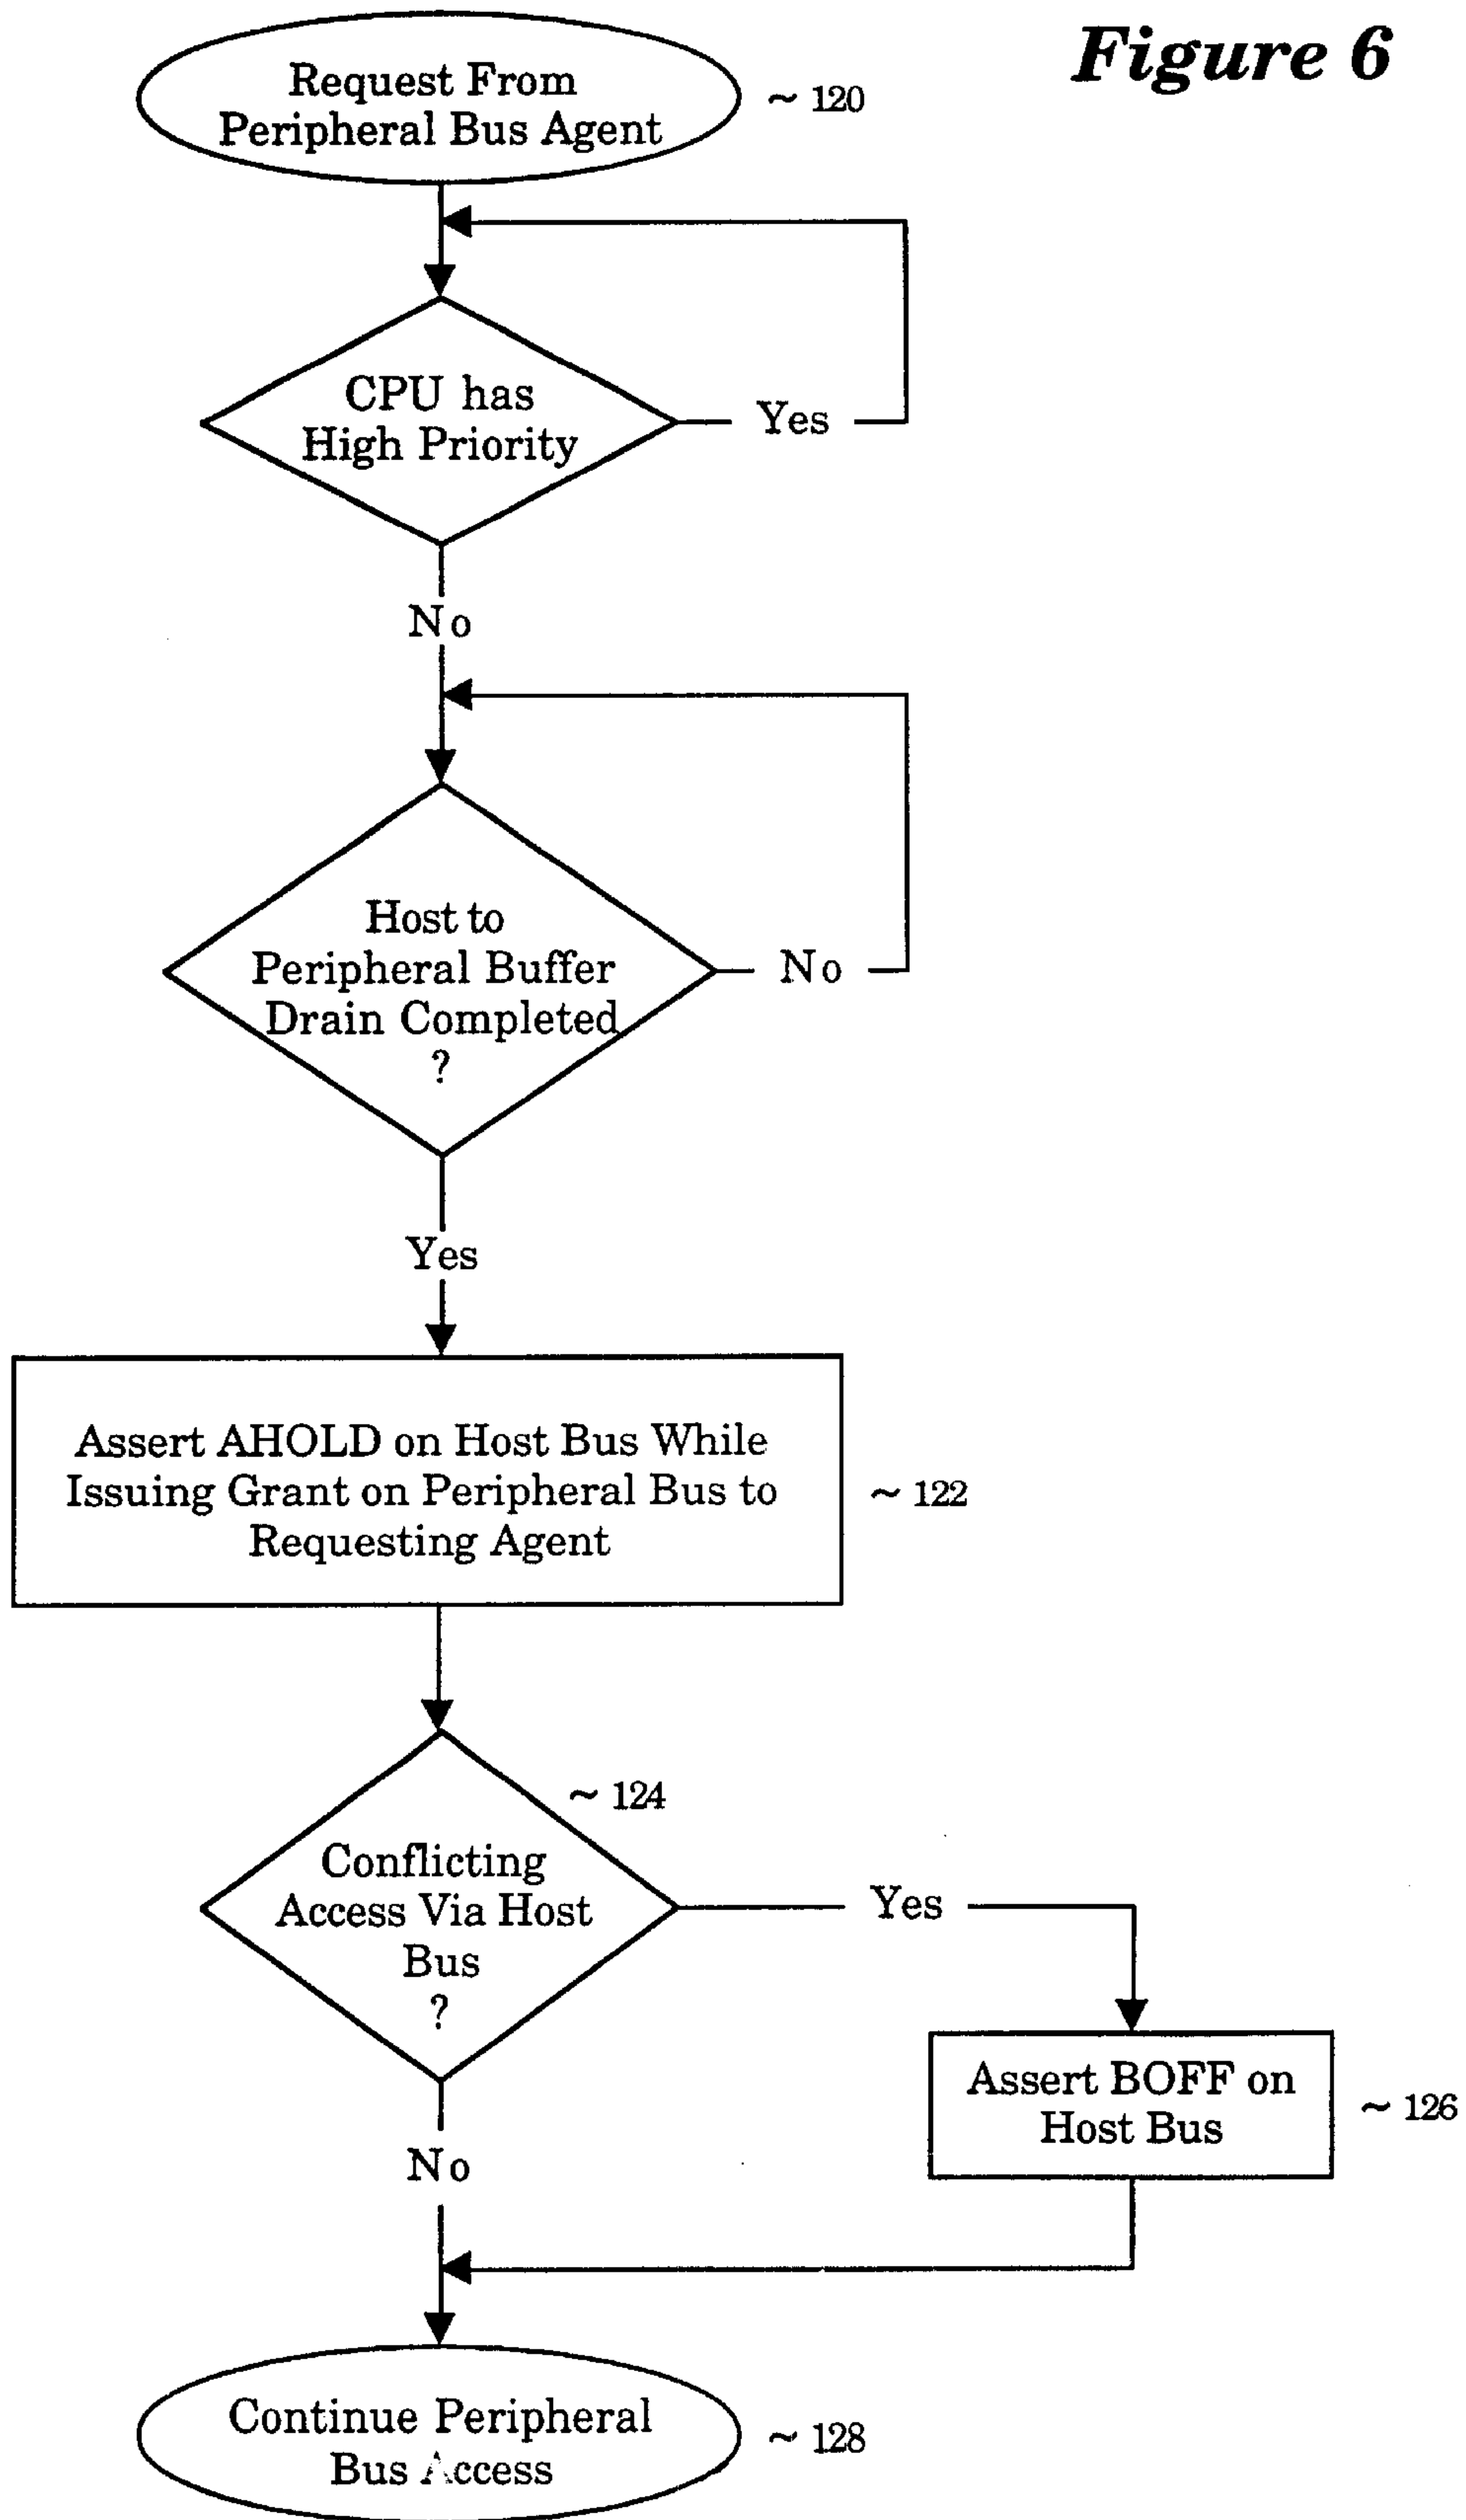 Figure 6
Request From
Peripheral Bus Agent
~ 120
CPU has
High Priority
Yes
No
Host to
Peripheral Buffer
Drain Completed
?
No
Yes
Assert AHOLD on Host Bus While
Issuing Grant on Peripheral Bus to
Requesting Agent
~ 122
~ 124
Conflicting
Access Via Host
Bus
?
Yes
Assert BOFF on
Host Bus
~ 126
No
Continue Peripheral
Bus Access
~ 128